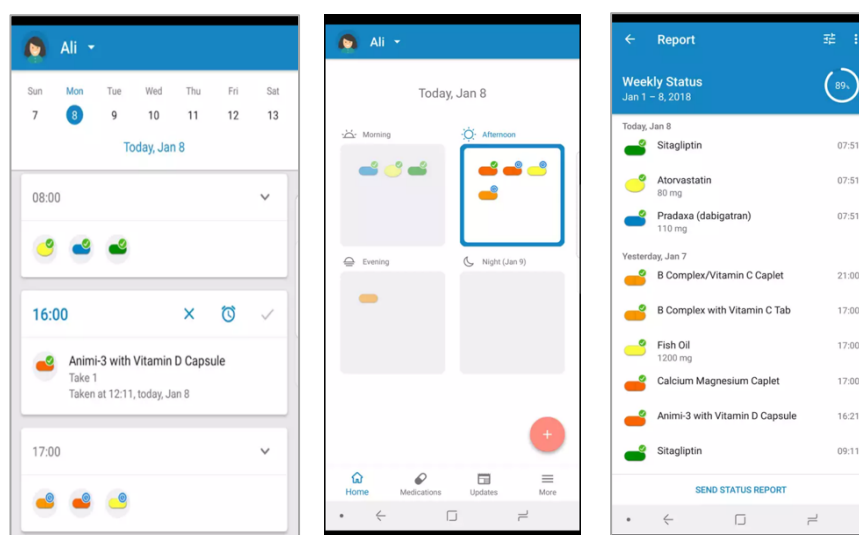 Ali
Sun Mon Tue Wed Thu Fri Sat
7 8 9 10 11 12 13
Today, Jan 8
08:00
16:00
Animi-3 with Vitamin D Capsule
Take 1
Taken at 12:11, today, Jan 8
17:00
Ali
Today, Jan 8
Morning
Afternoon
Evening
Night (Jan 9)
+
Home Medications Updates More
Report
Weekly Status
Jan 1 – 8, 2018
89%
Today, Jan 8
Sitagliptin 07:51
Atorvastatin 07:51
80 mg
Pradaxa (dabigatran) 07:51
110 mg
Yesterday, Jan 7
B Complex/Vitamin C Caplet 21:00
B Complex with Vitamin C Tab 17:00
Fish Oil 17:00
1200 mg
Calcium Magnesium Caplet 17:00
Animi-3 with Vitamin D Capsule 16:21
Sitagliptin 09:11
SEND STATUS REPORT